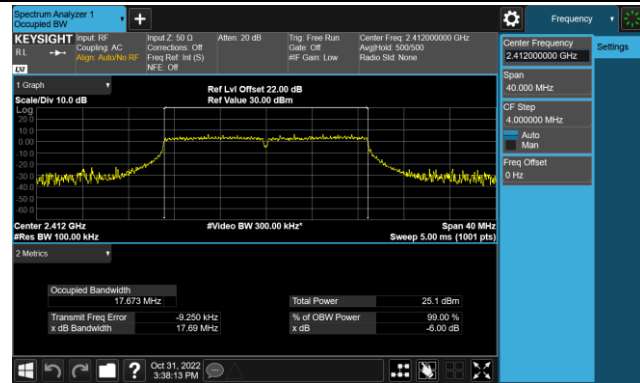 Spectrum Analyzer 1
Occupied BW
Frequency
KEYSIGHT
Input: RF
Input Z: 50 Ω
Atten: 20 dB
Trig: Free Run
Center Freq: 2.412000000 GHz
RL
Coupling: AC
Corrections: Off
Gate: Off
Avg|Hold: 500/500
Align: Auto/No RF
Freq Ref: Int (S)
#IF Gain: Low
Radio Std: None
NFE: Off
LXI
Center Frequency
2.412000000 GHz
Settings
Span
40.000 MHz
CF Step
4.000000 MHz
Auto
Man
Freq Offset
0 Hz
1 Graph
Ref Lvl Offset 22.00 dB
Scale/Div 10.0 dB
Ref Value 30.00 dBm
Log
20.0
10.0
0.00
-10.0
-20.0
-30.0
-40.0
-50.0
-60.0
Center 2.412 GHz
#Video BW 300.00 kHz*
Span 40 MHz
#Res BW 100.00 kHz
Sweep 5.00 ms (1001 pts)
2 Metrics
Occupied Bandwidth
17.673 MHz
Total Power
25.1 dBm
Transmit Freq Error
-9.250 kHz
% of OBW Power
99.00 %
x dB Bandwidth
17.69 MHz
x dB
-6.00 dB
?
Oct 31, 2022
3:38:13 PM